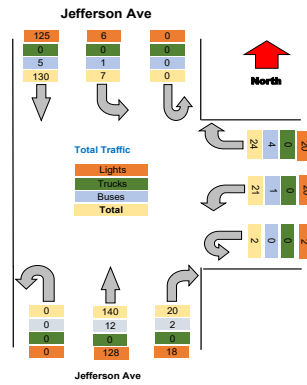 Jefferson Ave
125 6 0
0 0 0
5 1 0
130 7 0
North
24 4 0 20
Total Traffic
Lights
Trucks
Buses
Total
21 1 0 20
2 0 0 2
0 140 20
0 12 2
0 0 0
0 128 18
Jefferson Ave